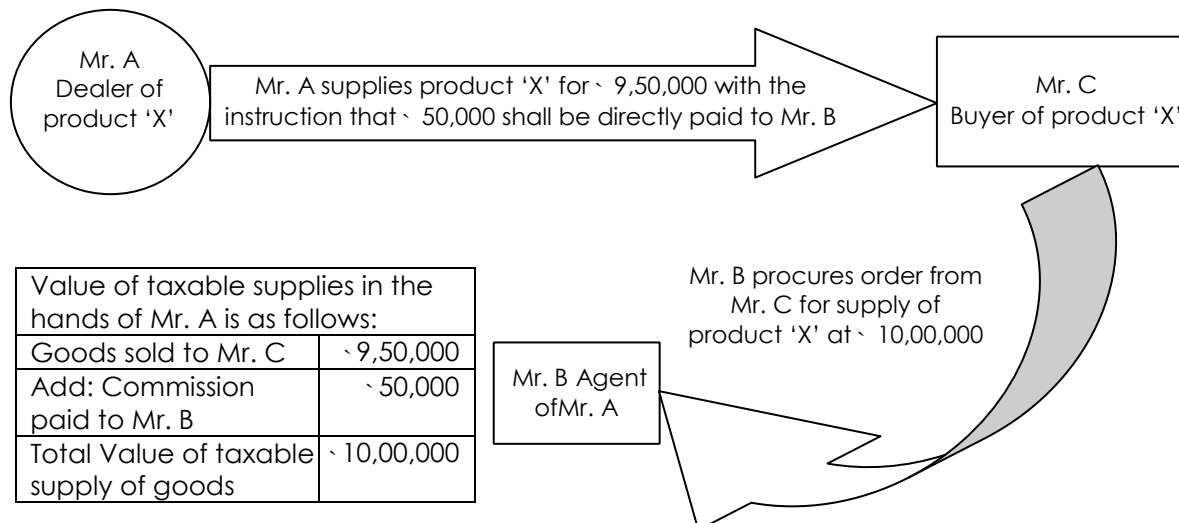 Mr. A
Dealer of
product ‘X’
Mr. A supplies product ‘X’ for ` 9,50,000 with the
instruction that ` 50,000 shall be directly paid to Mr. B
Mr. C
Buyer of product ‘X’
Value of taxable supplies in the
hands of Mr. A is as follows:
Goods sold to Mr. C `9,50,000
Add: Commission ` 50,000
paid to Mr. B
Total Value of taxable `10,00,000
supply of goods
Mr. B procures order from
Mr. C for supply of
product ‘X’ at ` 10,00,000
Mr. B Agent
ofMr. A